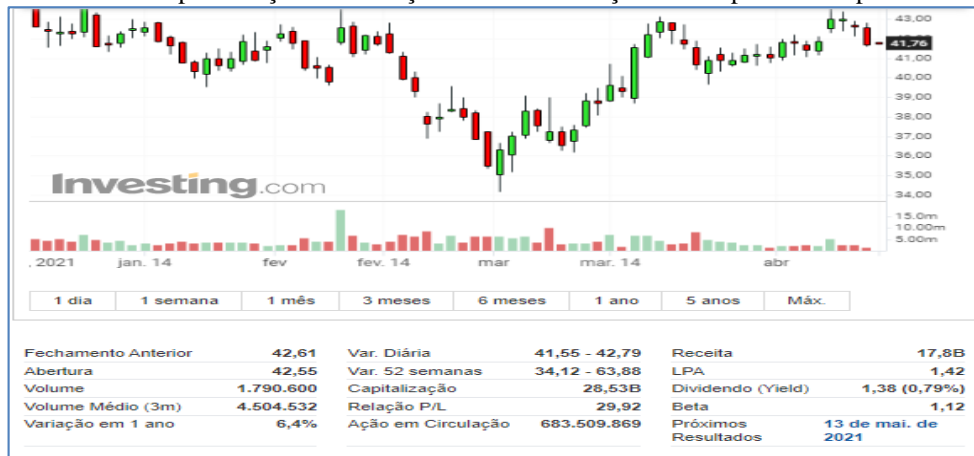 43,00
41,76
41,00
40,00
39,00
38,00
37,00
36,00
35,00
34,00
Investing.com
15.0m
10.00m
5.00m
, 2021 jan. 14 fev fev. 14 mar mar. 14 abr
1 dia 1 semana 1 mês 3 meses 6 meses 1 ano 5 anos Máx.
Fechamento Anterior 42,61 Var. Diária 41,55 - 42,79 Receita 17,8B
Abertura 42,55 Var. 52 semanas 34,12 - 63,88 LPA 1,42
Volume 1.790.600 Capitalização 28,53B Dividendo (Yield) 1,38 (0,79%)
Volume Médio (3m) 4.504.532 Relação P/L 29,92 Beta 1,12
Variação em 1 ano 6,4% Ação em Circulação 683.509.869 Próximos 13 de mai. de
Resultados 2021